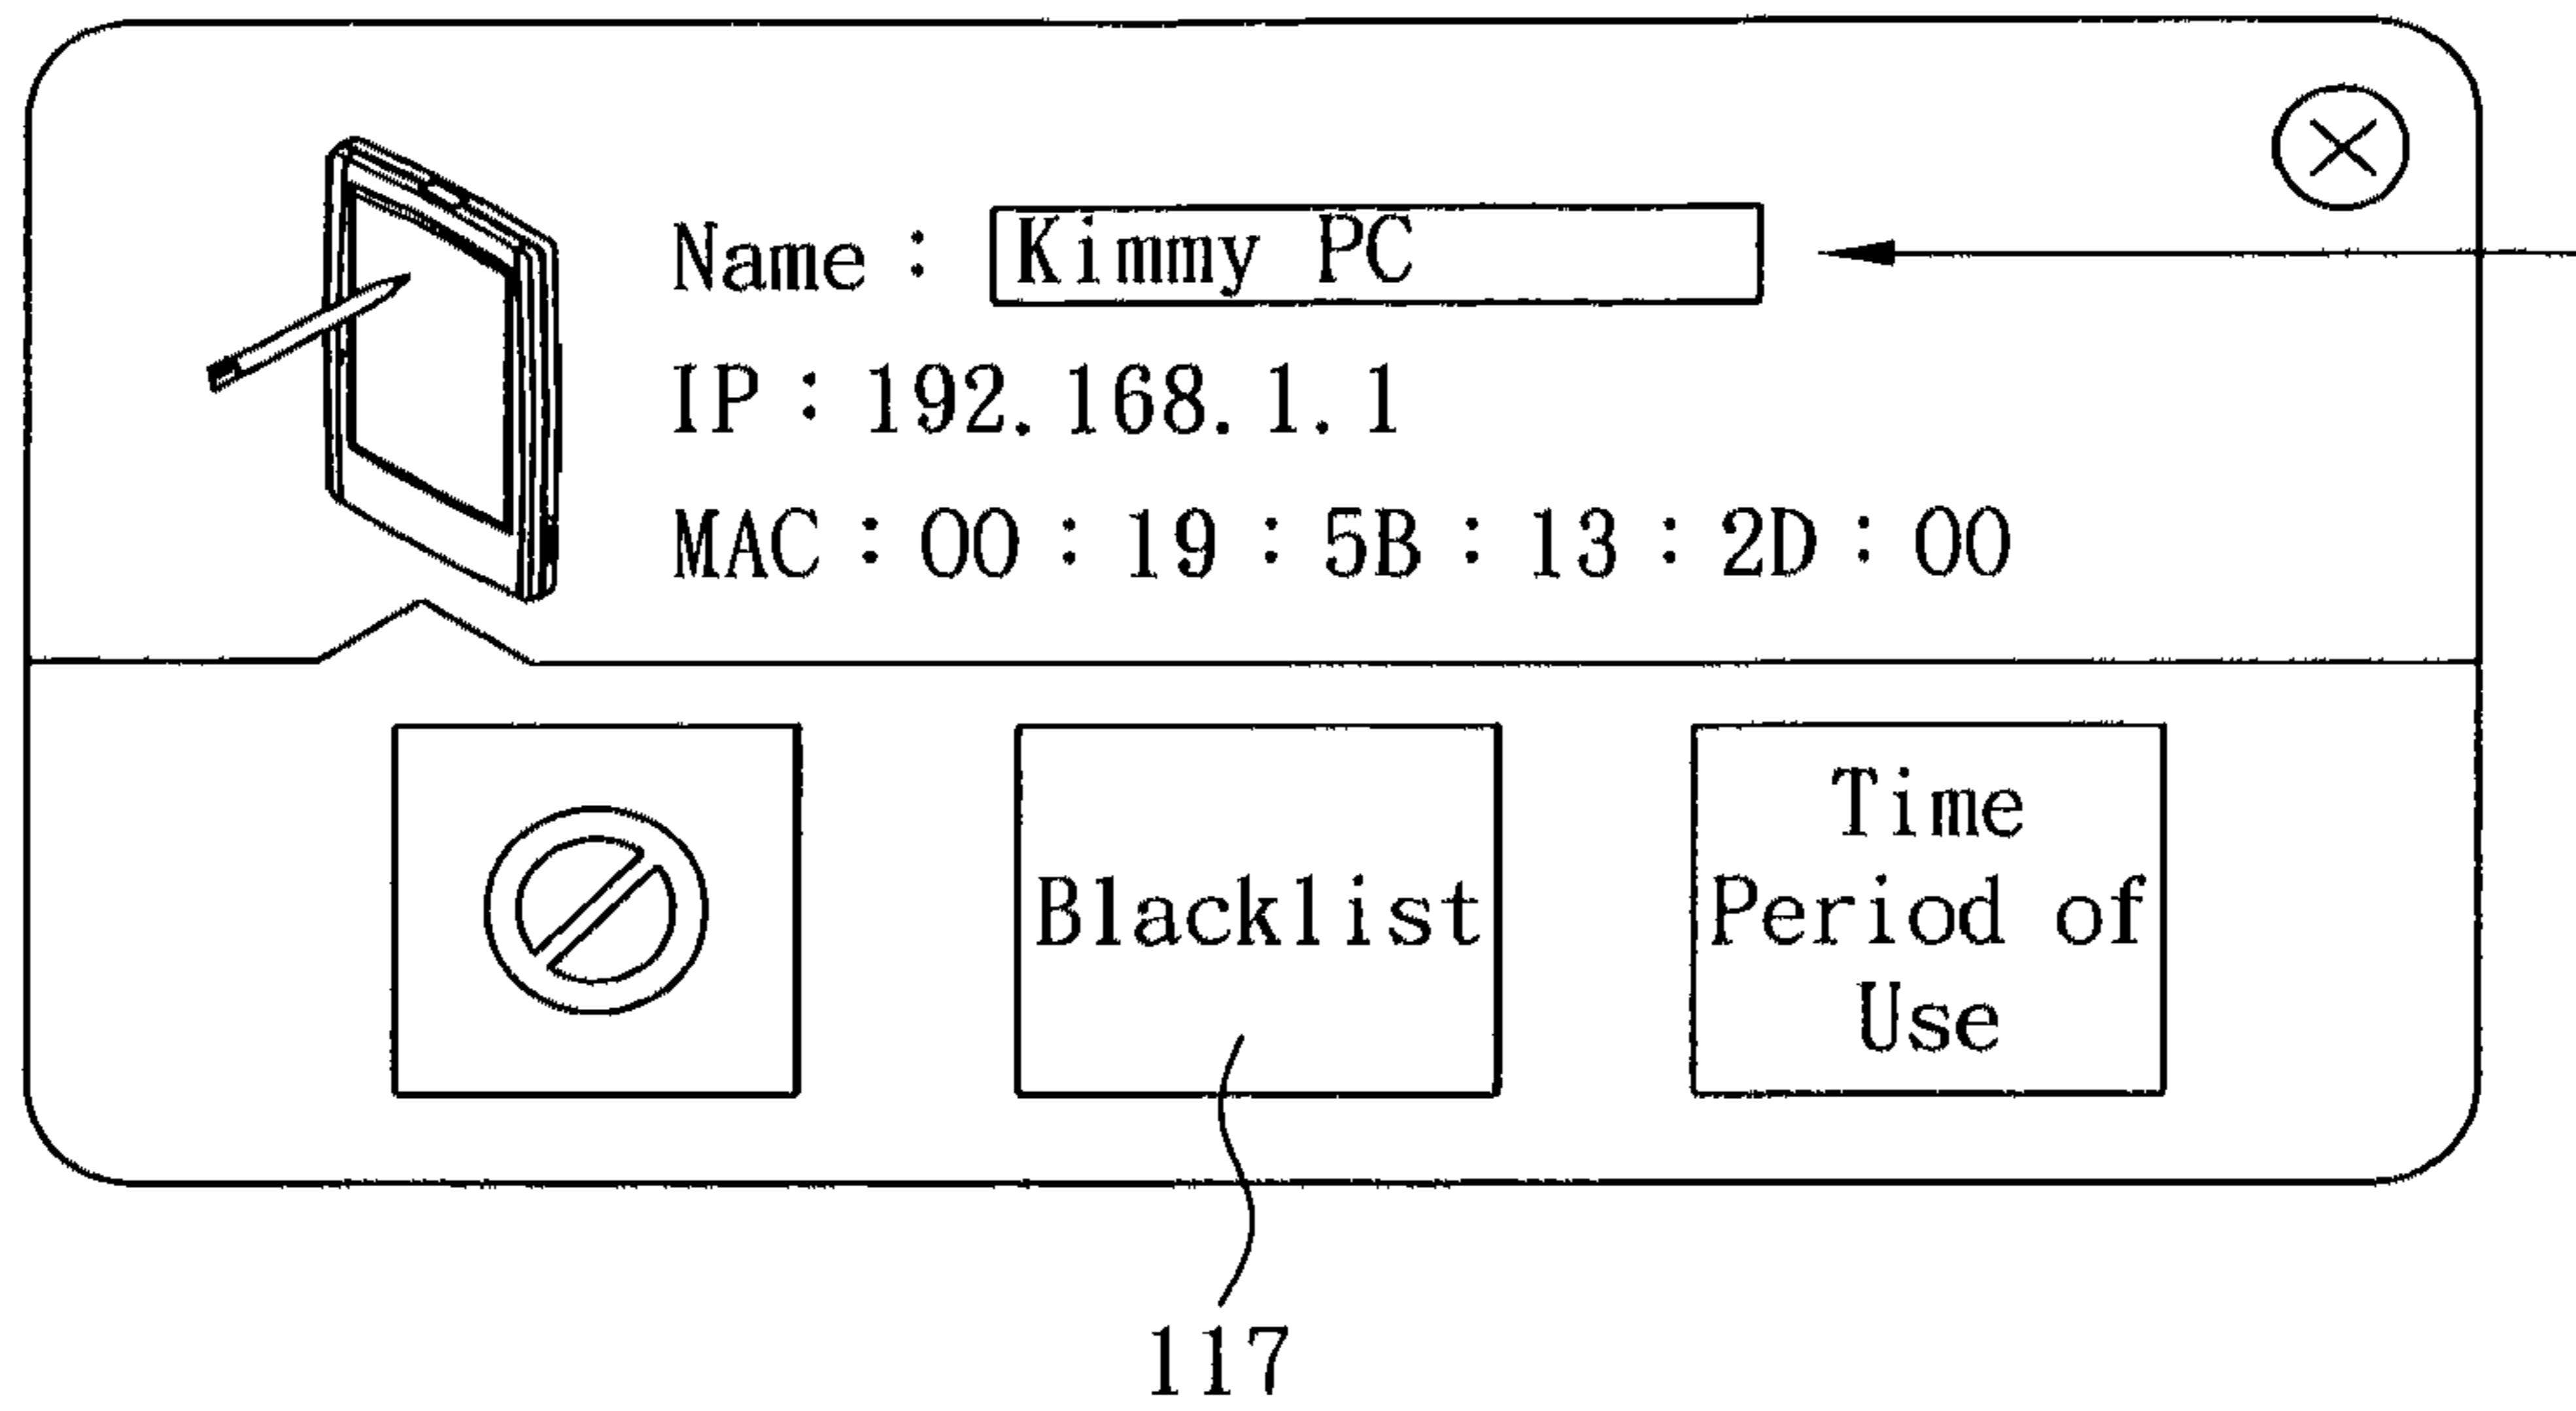 Name : Kimmy PC
IP : 192.168.1.1
MAC : 00 : 19 : 5B : 13 : 2D : 00
Blacklist
Time
Period of
Use
117